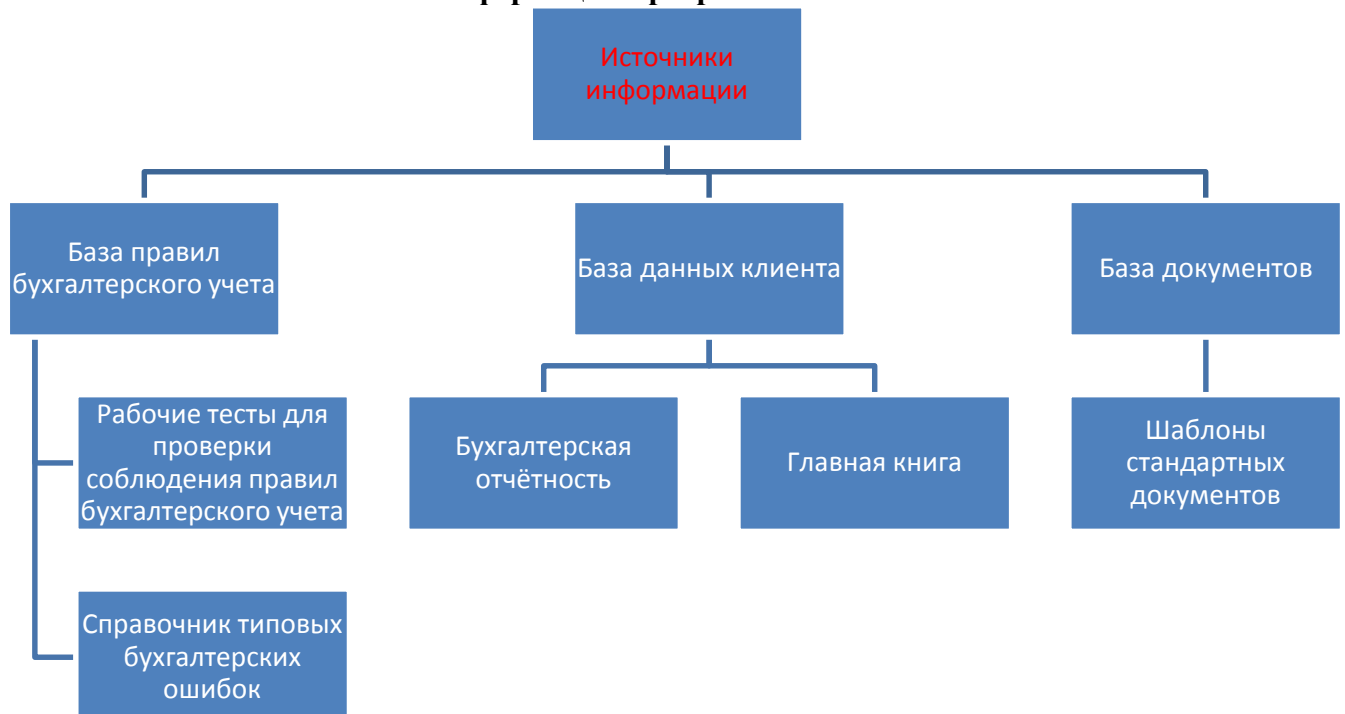 Источники
информации
База правил
бухгалтерского учета
База данных клиента
База документов
Рабочие тесты для
проверки
соблюдения правил
бухгалтерского учета
Бухгалтерская
отчётность
Главная книга
Шаблоны
стандартных
документов
Справочник типовых
бухгалтерских
ошибок